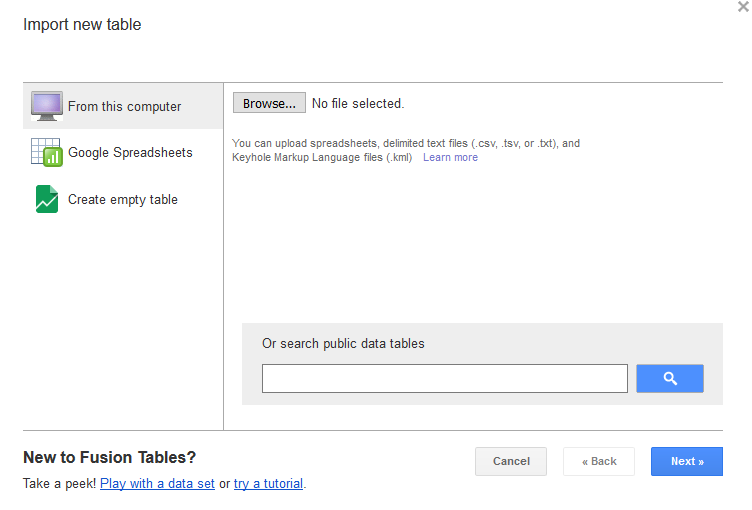 Import new table
From this computer
Google Spreadsheets
Create empty table
Browse... No file selected.
You can upload spreadsheets, delimited text files (.csv, .tsv, or .txt), and
Keyhole Markup Language files (.kml) Learn more
Or search public data tables
New to Fusion Tables?
Take a peek! Play with a data set or try a tutorial.
Cancel
« Back
Next »